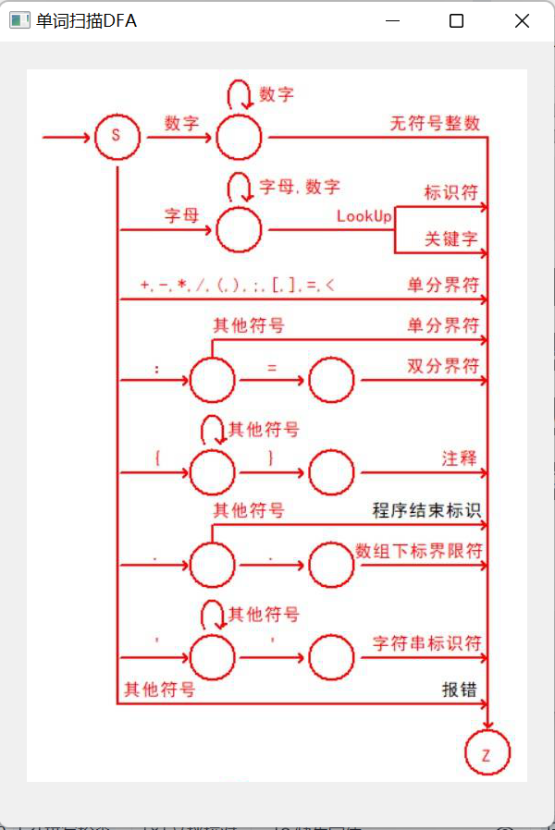 单词扫描DFA
数字
S 数字 无符号整数
字母,数字 标识符
字母 LookUp
关键字
+,-,*,/,(,),;,[,],=,< 单分界符
其他符号 单分界符
: = 双分界符
其他符号
{ } 注释
其他符号 程序结束标识
. . 数组下标界限符
其他符号
' ' 字符串标识符
其他符号 报错
Z